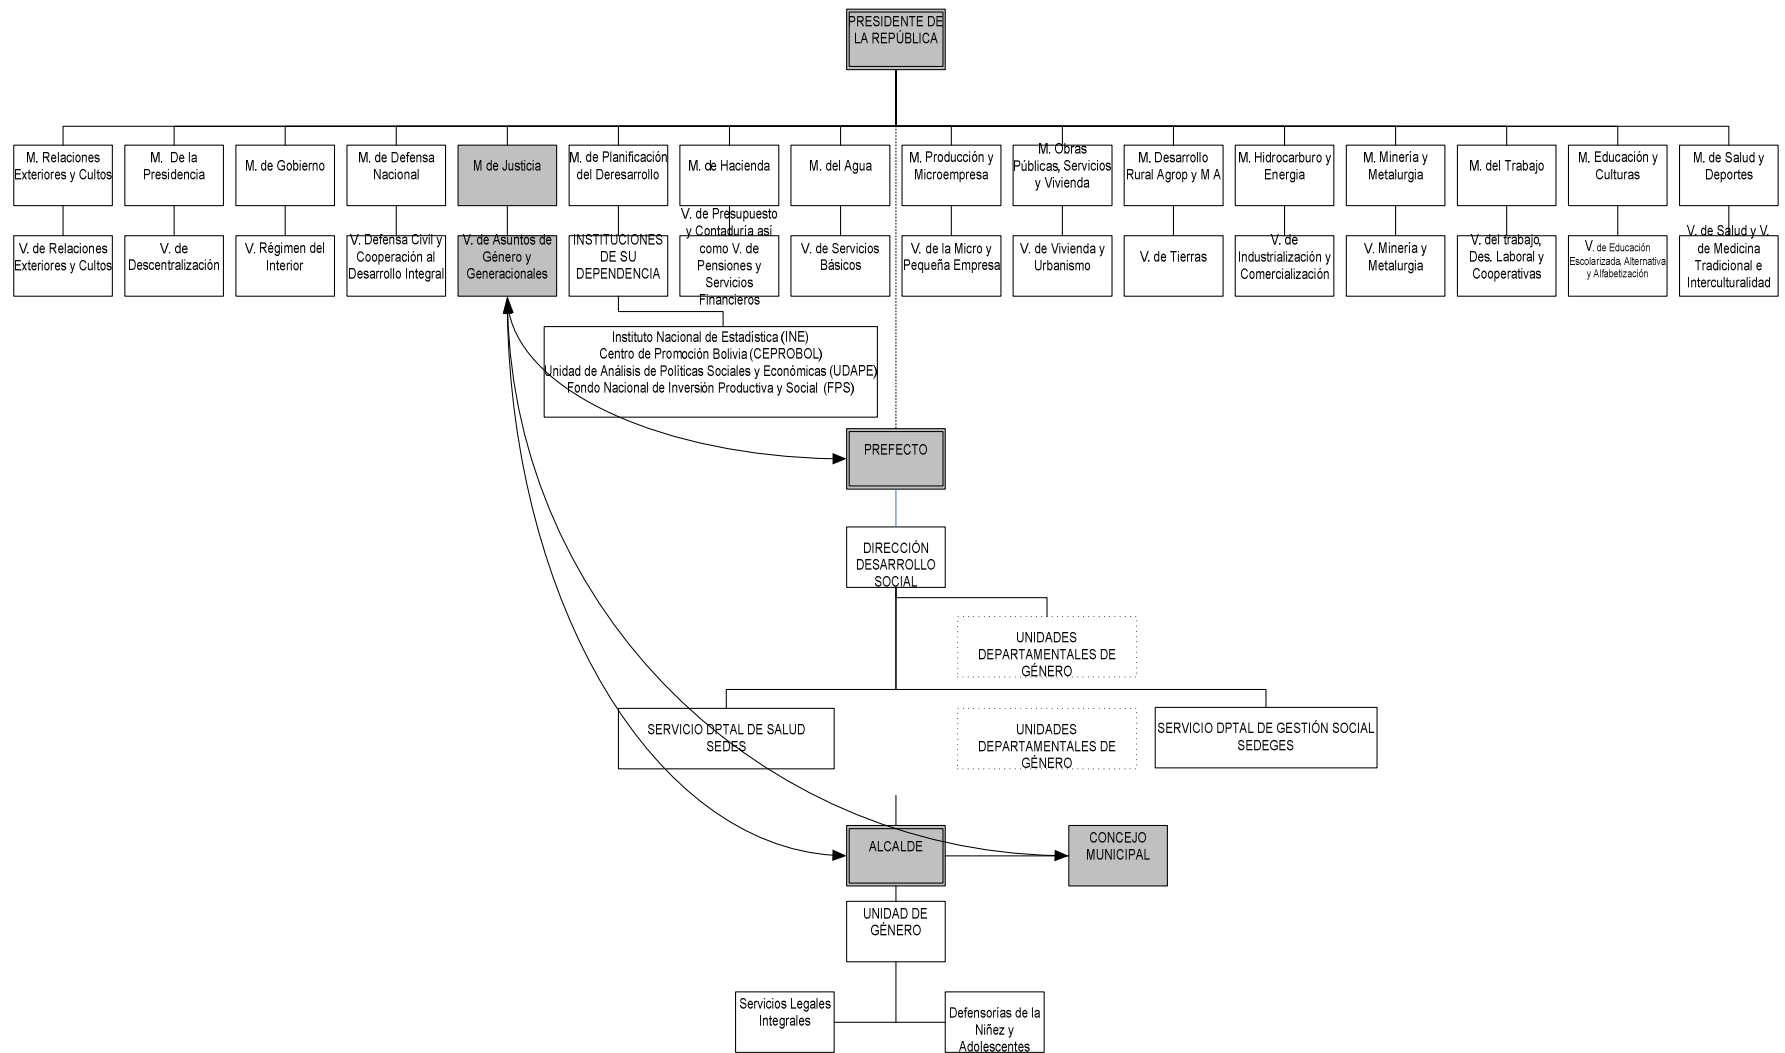 PRESIDENTE DE
LA REPÚBLICA
M. Relaciones
Exteriores y Cultos
M. De la
Presidencia
M. de Gobierno
M. de Defensa
Nacional
M de Justicia
M. de Planificación
del Deresarrollo
M. de Hacienda
M. del Agua
M. Producción y
Microempresa
M. Obras
Públicas, Servicios
y Vivienda
M. Desarrollo
Rural Agrop y M A
M. Hidrocarburo y
Energia
M. Minería y
Metalurgia
M. del Trabajo
M. Educación y
Culturas
M. de Salud y
Deportes
V. de Relaciones
Exteriores y Cultos
V. de
Descentralización
V. Régimen del
Interior
V. Defensa Civil y
Cooperación al
Desarrollo Integral
V. de Asuntos de
Género y
Generacionales
INSTITUCIONES
DE SU
DEPENDENCIA
V. de Presupuesto
y Contaduría así
como V. de
Pensiones y
Servicios
Financieros
V. de Servicios
Básicos
V. de la Micro y
Pequeña Empresa
V. de Vivienda y
Urbanismo
V. de Tierras
V. de
Industrialización y
Comercialización
V. Minería y
Metalurgia
V. del trabajo,
Des. Laboral y
Cooperativas
V. de Educación
Escolarizada, Alternativa
y Alfabetización
V. de Salud y V.
de Medicina
Tradicional e
Interculturalidad
Instituto Nacional de Estadística (INE)
Centro de Promoción Bolivia (CEPROBOL)
Unidad de Análisis de Políticas Sociales y Económicas (UDAPE)
Fondo Nacional de Inversión Productiva y Social (FPS)
PREFECTO
DIRECCIÓN
DESARROLLO
SOCIAL
UNIDADES
DEPARTAMENTALES DE
GÉNERO
SERVICIO DPTAL DE SALUD
SEDES
UNIDADES
DEPARTAMENTALES DE
GÉNERO
SERVICIO DPTAL DE GESTIÓN SOCIAL
SEDEGES
ALCALDE
CONCEJO
MUNICIPAL
UNIDAD DE
GÉNERO
Servicios Legales
Integrales
Defensorías de la
Niñez y
Adolescentes